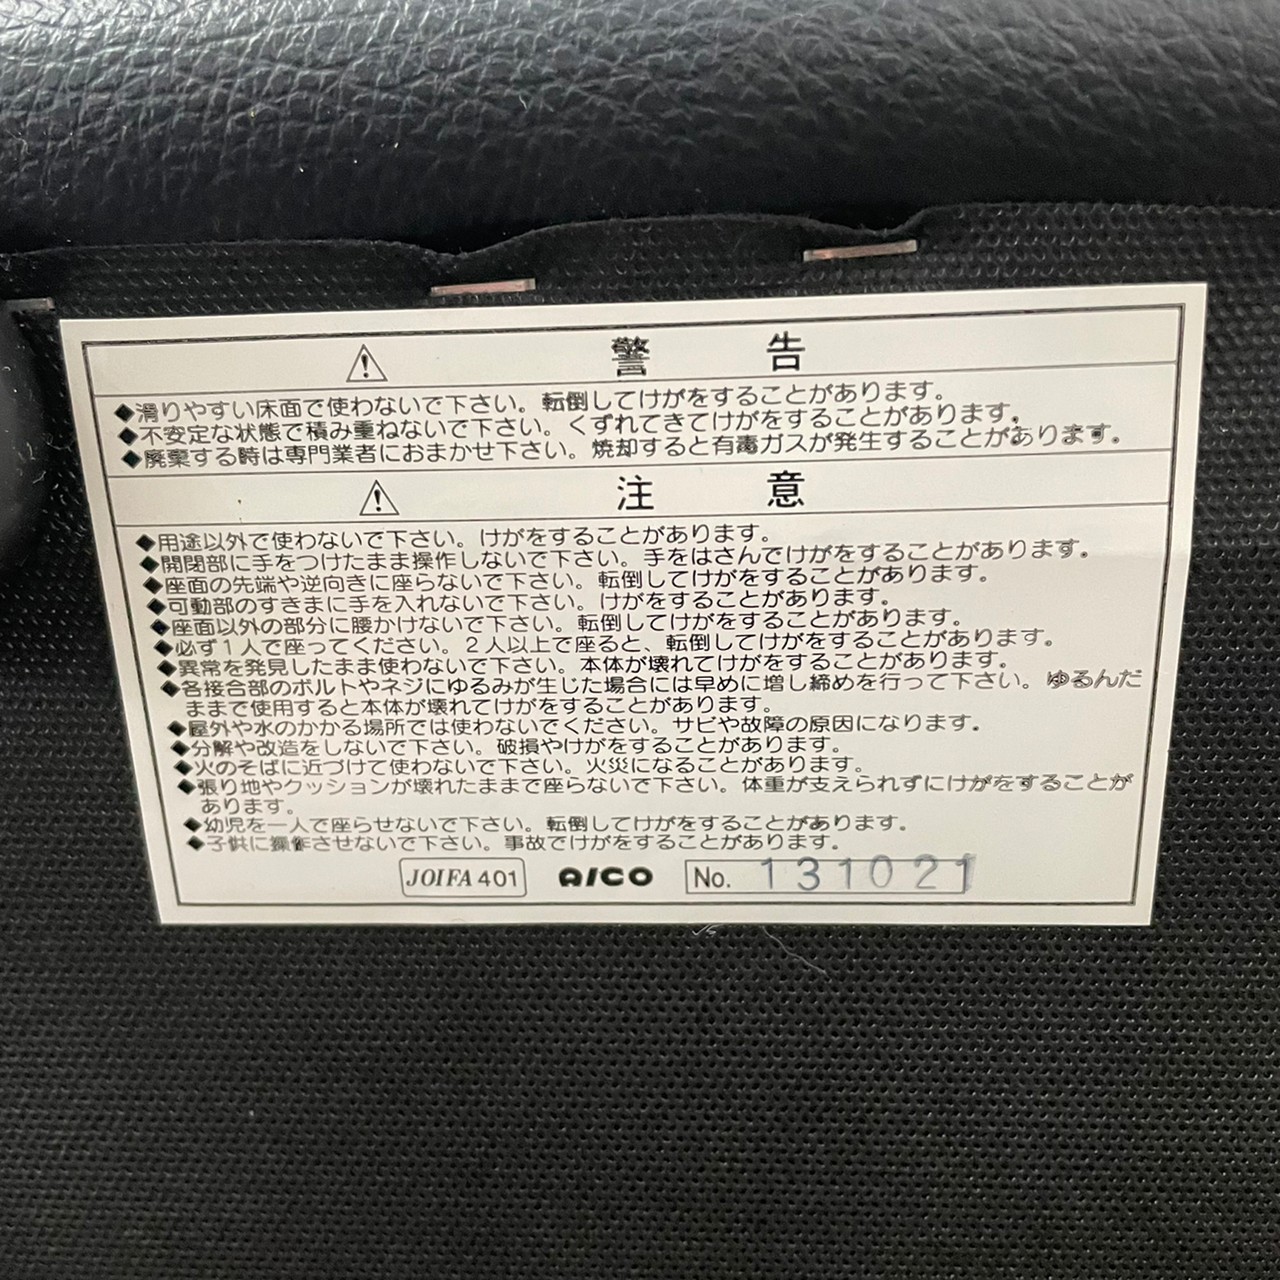 警告
◆滑りやすい床面で使わないで下さい。転倒してけがをすることがあります。
◆不安定な状態で積み重ねないで下さい。くずれてきてけがをすることがあります。
◆廃棄する時は専門業者におまかせ下さい。焼却すると有毒ガスが発生することがあります。
注意
◆用途以外で使わないで下さい。けがをすることがあります。
◆開閉部に手をつけたまま操作しないで下さい。手をはさんでけがをすることがあります。
◆座面の先端や逆向きに座らないで下さい。転倒してけがをすることがあります。
◆可動部のすきまに手を入れないで下さい。けがをすることがあります。
◆座面以外の部分に腰かけないで下さい。転倒してけがをすることがあります。
◆必ず1人で座ってください。2人以上で座ると、転倒してけがをすることがあります。
◆異常を発見したまま使わないで下さい。本体が壊れてけがをすることがあります。
◆各接合部のボルトやネジにゆるみが生じた場合には早めに増し締めを行って下さい。ゆるんだ
ままで使用すると本体が壊れてけがをすることがあります。
◆屋外や水のかかる場所では使わないでください。サビや故障の原因になります。
◆分解や改造をしないで下さい。破損やけがをすることがあります。
◆火のそばに近づけて使わないで下さい。火災になることがあります。
◆張り地やクッションが壊れたままで座らないで下さい。体重が支えられずにけがをすることが
あります。
◆幼児を一人で座らせないで下さい。転倒してけがをすることがあります。
◆子供に操作させないで下さい。事故でけがをすることがあります。
JOIFA 401 AICO No. 131021